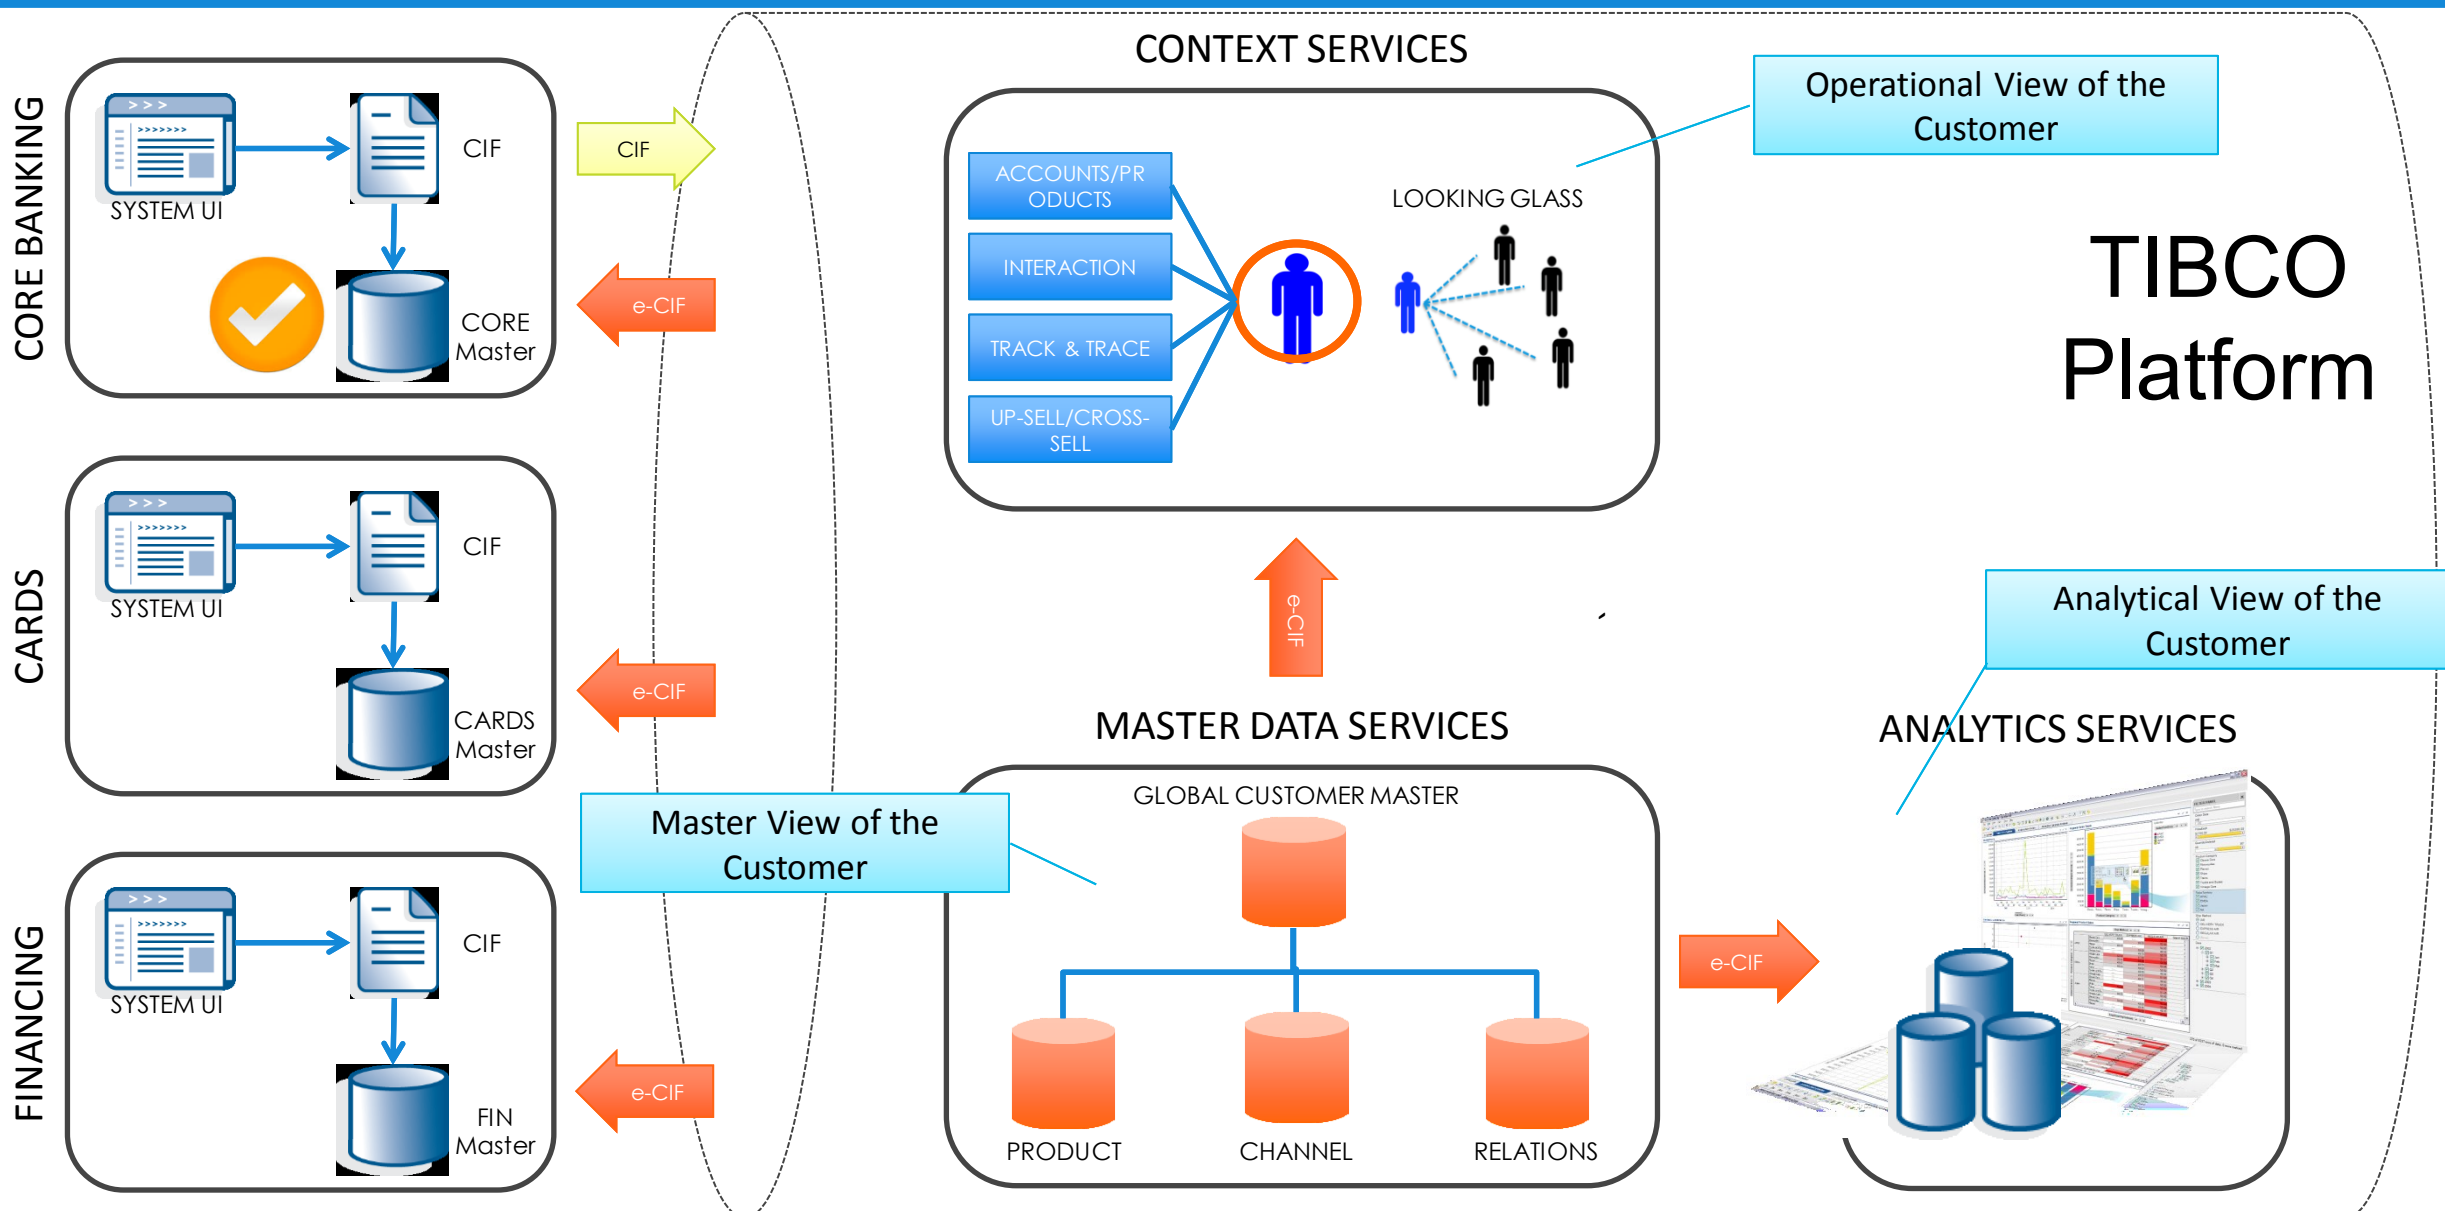 CORE BANKING
>>>
>>>>>>>
SYSTEM UI
CIF
CORE
Master
CIF
e-CIF
CARDS
>>>
>>>>>>>
SYSTEM UI
CIF
CARDS
Master
e-CIF
FINANCING
>>>
>>>>>>>
SYSTEM UI
CIF
FIN
Master
e-CIF
CONTEXT SERVICES
ACCOUNTS/PR
ODUCTS
INTERACTION
TRACK & TRACE
UP-SELL/CROSS-
SELL
LOOKING GLASS
Operational View of the
Customer
TIBCO
Platform
e-CIF
MASTER DATA SERVICES
GLOBAL CUSTOMER MASTER
Master View of the
Customer
PRODUCT
CHANNEL
RELATIONS
e-CIF
Analytical View of the
Customer
ANALYTICS SERVICES